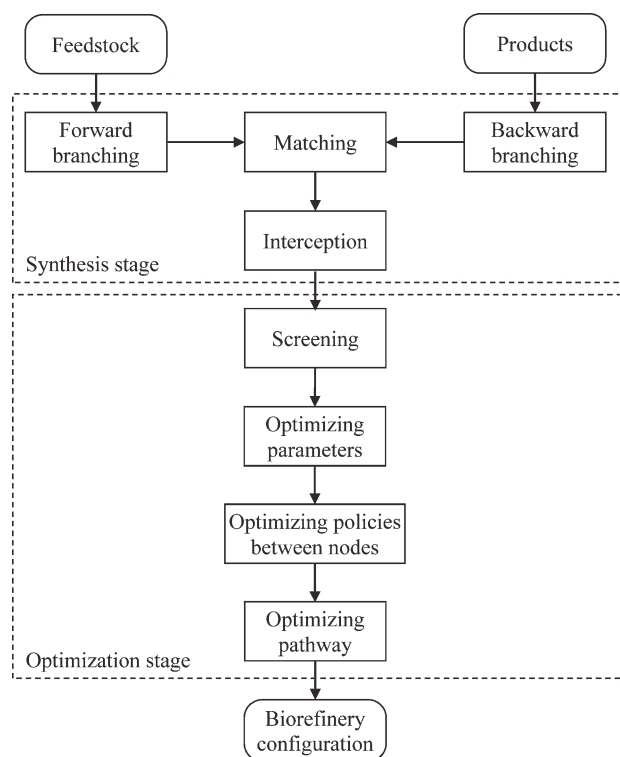 Feedstock
Products
Forward
branching
Matching
Backward
branching
Interception
Synthesis stage
Screening
Optimizing
parameters
Optimizing policies
between nodes
Optimizing
pathway
Optimization stage
Biorefinery
configuration